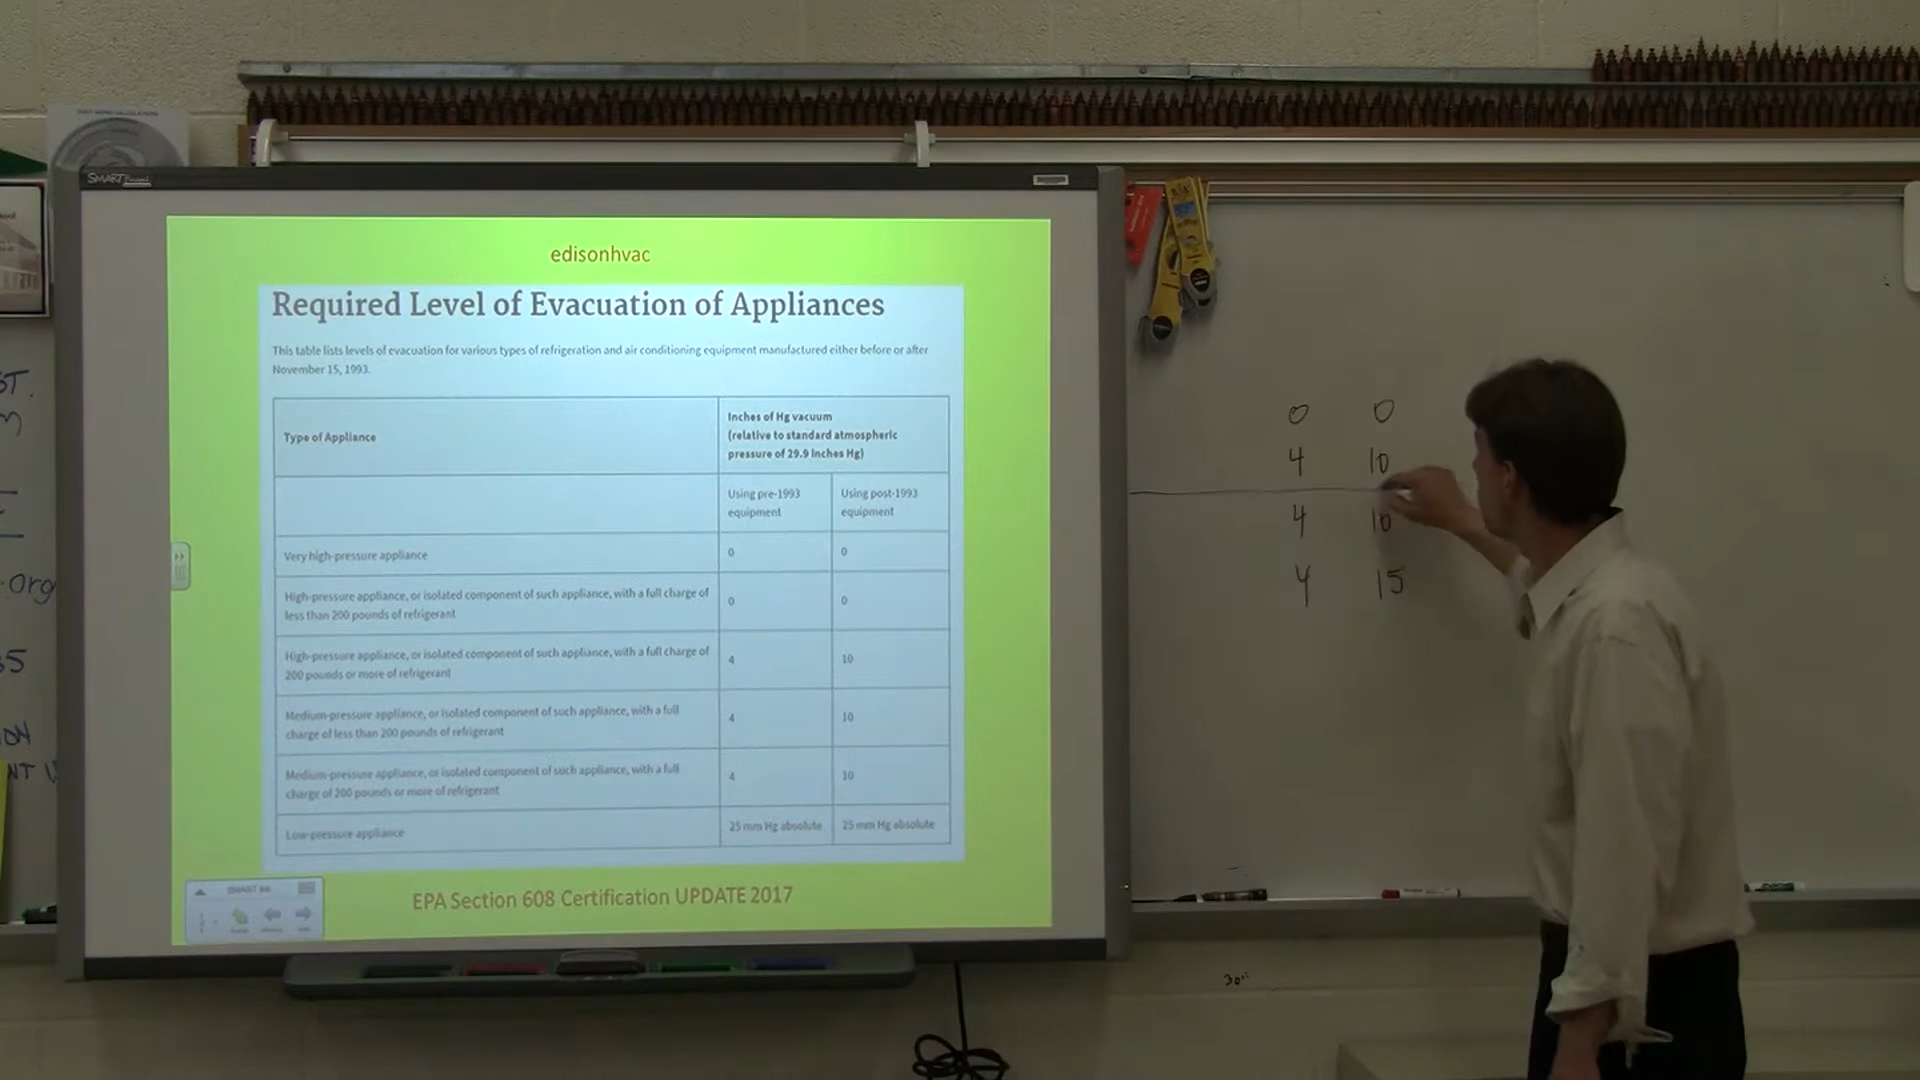 SMART
edisonhvac
Required Level of Evacuation of Appliances
This table lists levels of evacuation for various types of refrigeration and air conditioning equipment manufactured either before or after
November 15, 1993.
Type of Appliance
Inches of Hg vacuum
(relative to standard atmospheric
pressure of 29.9 inches Hg)
Using pre-1993
equipment
Using post-1993
equipment
Very high-pressure appliance
0
0
High-pressure appliance, or isolated component of such appliance, with a full charge of
less than 200 pounds of refrigerant
0
0
High-pressure appliance, or isolated component of such appliance, with a full charge of
200 pounds or more of refrigerant
4
10
Medium-pressure appliance, or isolated component of such appliance, with a full
charge of less than 200 pounds of refrigerant
4
10
Medium-pressure appliance, or isolated component of such appliance, with a full
charge of 200 pounds or more of refrigerant
4
10
Low-pressure appliance
25 mm Hg absolute
25 mm Hg absolute
EPA Section 608 Certification UPDATE 2017
0 0
4 10
4 10
4 15
30"
ST.
.org
35
ON
NT